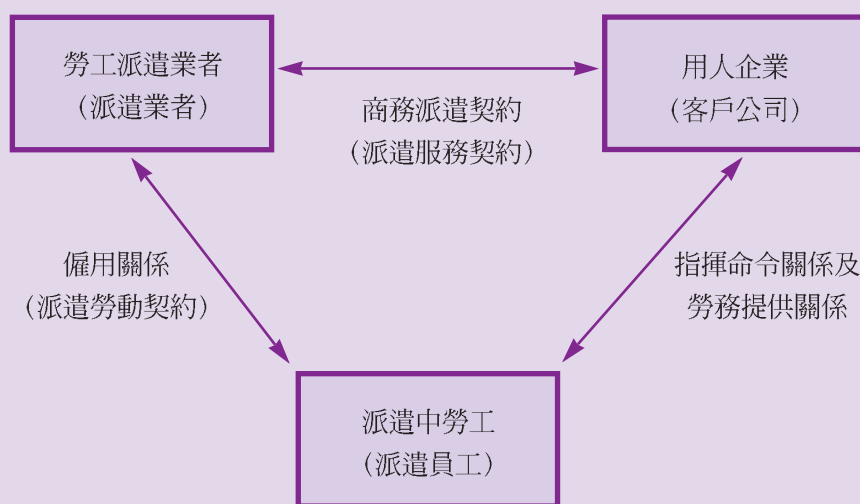 勞工派遣業者
（派遣業者）
用人企業
（客戶公司）
商務派遣契約
（派遣服務契約）
僱用關係
（派遣勞動契約）
指揮命令關係及
勞務提供關係
派遣中勞工
（派遣員工）